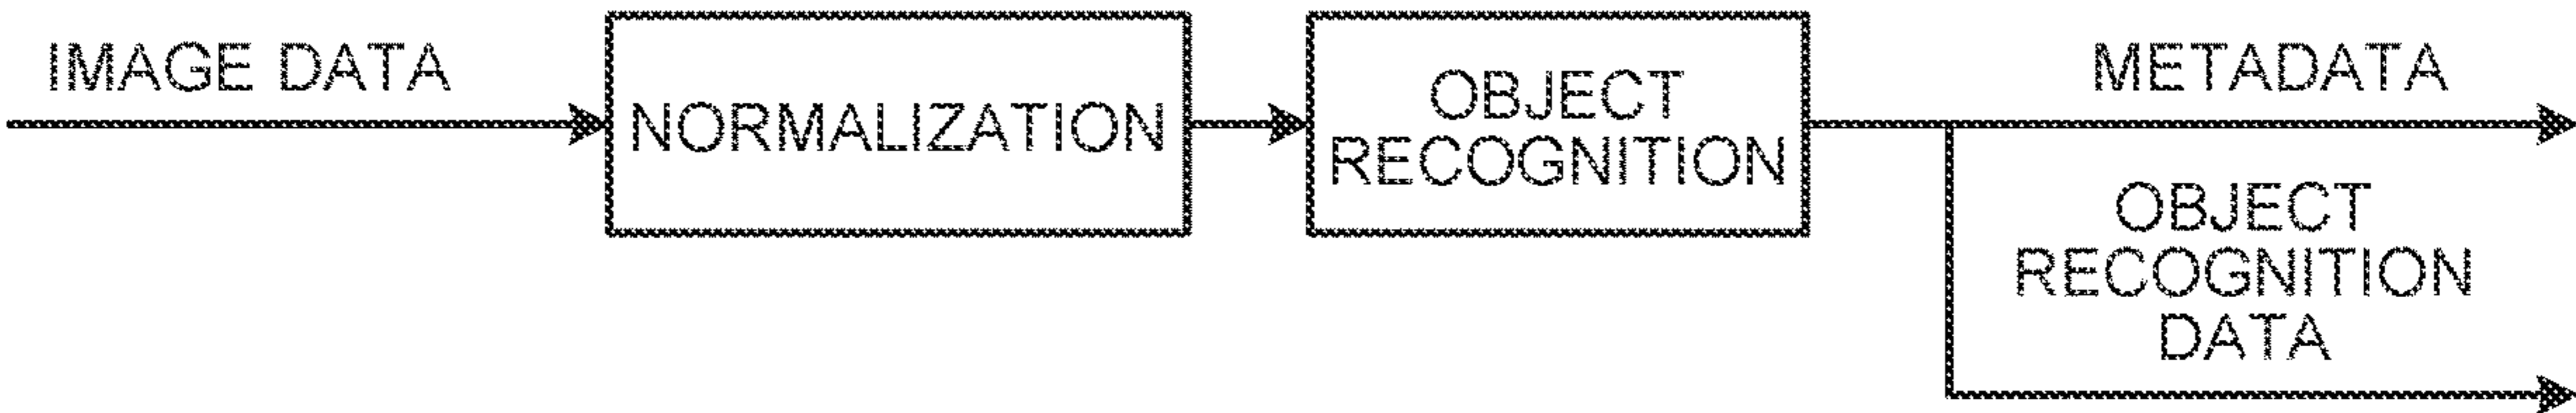 IMAGE DATA
NORMALIZATION
OBJECT
RECOGNITION
METADATA
OBJECT
RECOGNITION
DATA